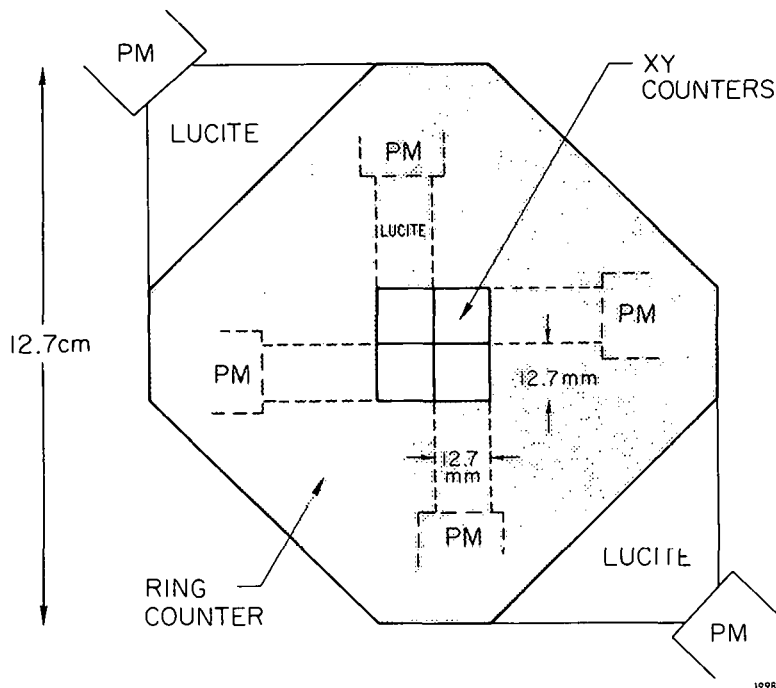 PM
XY
COUNTERS
LUCITE
PM
LUCITE
PM
12.7cm
PM
12.7mm
12.7
mm
PM
LUCITE
RING
COUNTER
PM